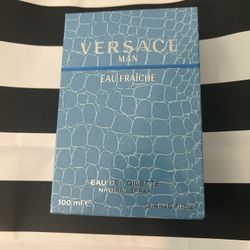 VERSACE
MAN
EAU FRAÎCHE
EAU DE TOILETTE
NATURAL SPRAY
100 ml e